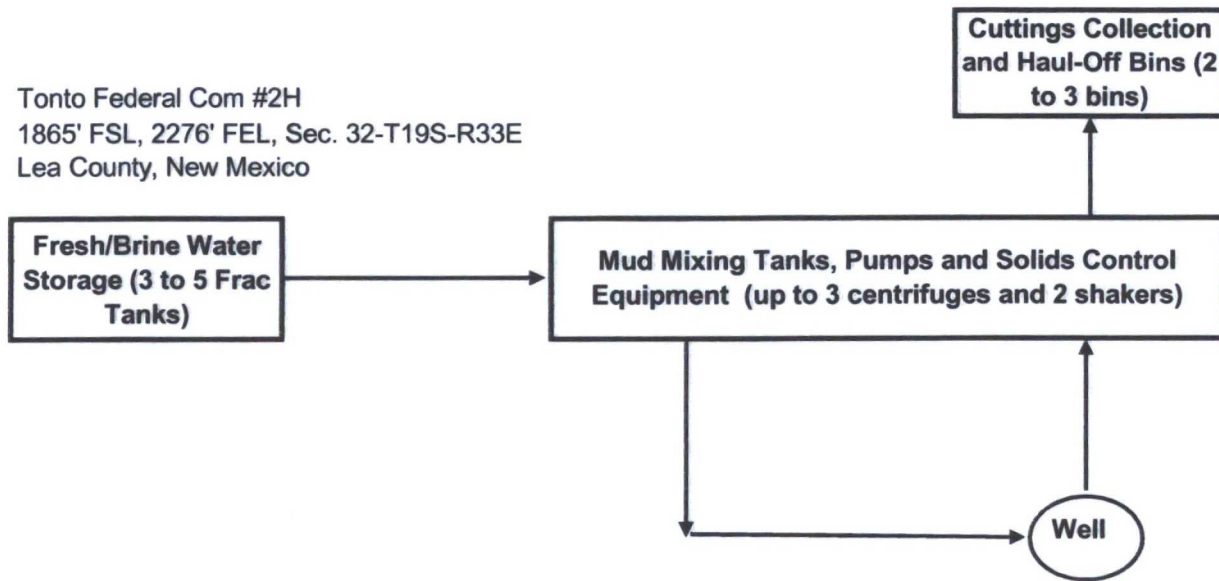 Cuttings Collection
and Haul-Off Bins (2
to 3 bins)
Tonto Federal Com #2H
1865' FSL, 2276' FEL, Sec. 32-T19S-R33E
Lea County, New Mexico
Fresh/Brine Water
Storage (3 to 5 Frac
Tanks)
Mud Mixing Tanks, Pumps and Solids Control
Equipment (up to 3 centrifuges and 2 shakers)
Well